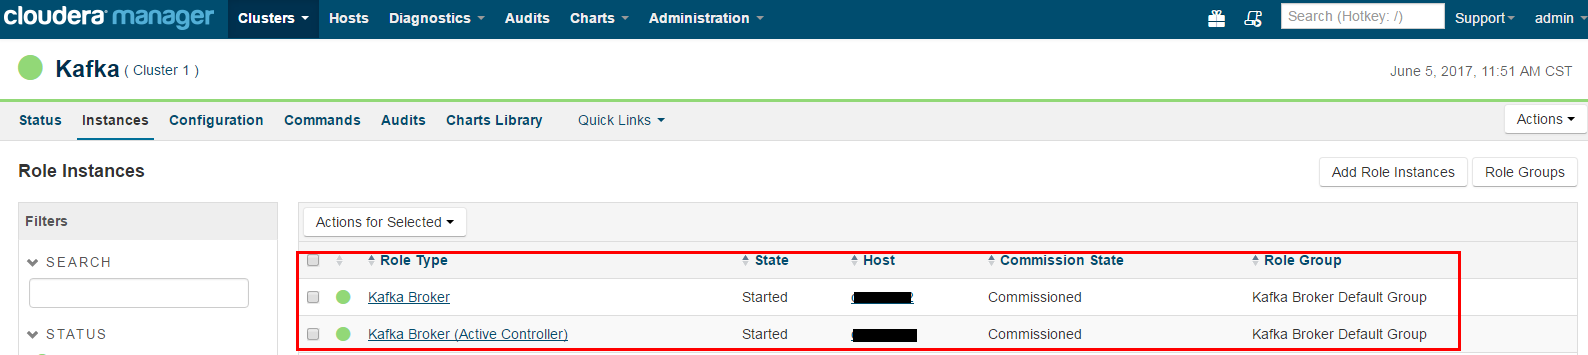 cloudera manager Clusters Hosts Diagnostics Audits Charts Administration Search (Hotkey: /) Support admin
Kafka ( Cluster 1 ) June 5, 2017, 11:51 AM CST
Status Instances Configuration Commands Audits Charts Library Quick Links Actions
Role Instances Add Role Instances Role Groups
Filters Actions for Selected
SEARCH Role Type State Host Commission State Role Group
Kafka Broker Started Commissioned Kafka Broker Default Group
STATUS Kafka Broker (Active Controller) Started Commissioned Kafka Broker Default Group